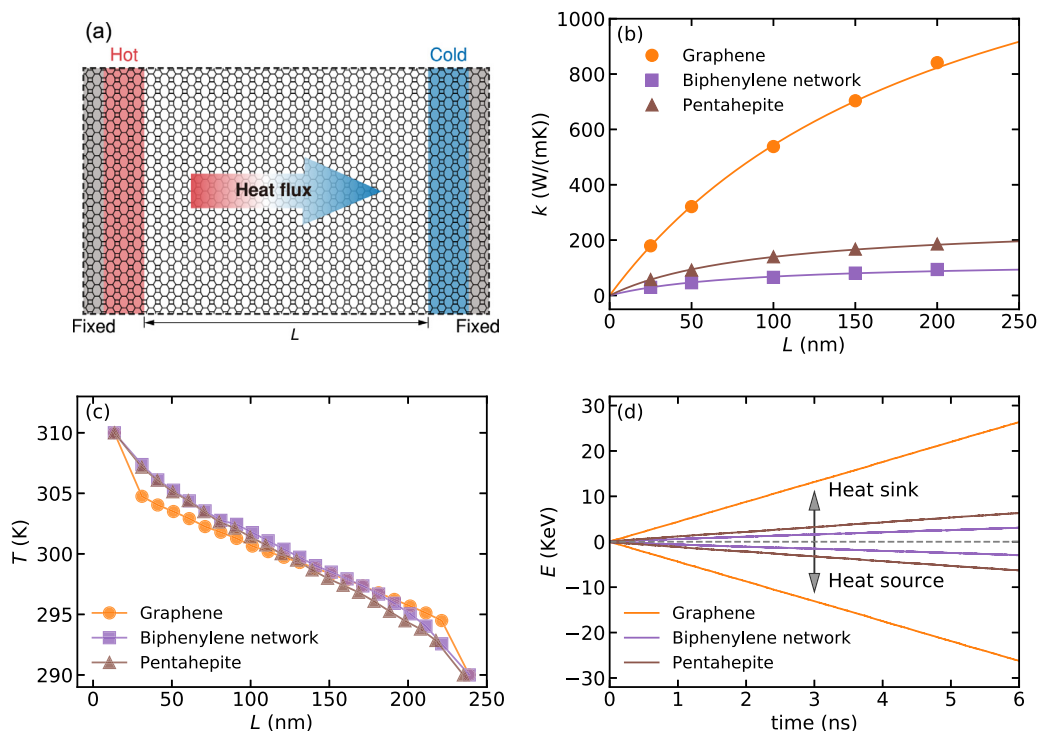 (a)
Hot
Cold
Heat flux
Fixed
L
Fixed
(b)
Graphene
Biphenylene network
Pentahepite
k (W/(mK))
1000
800
600
400
200
0
0 50 100 150 200 250
L (nm)
(c)
T (K)
310
305
300
295
290
Graphene
Biphenylene network
Pentahepite
0 50 100 150 200 250
L (nm)
(d)
E (KeV)
30
20
10
0
−10
−20
−30
Heat sink
Heat source
Graphene
Biphenylene network
Pentahepite
0 1 2 3 4 5 6
time (ns)